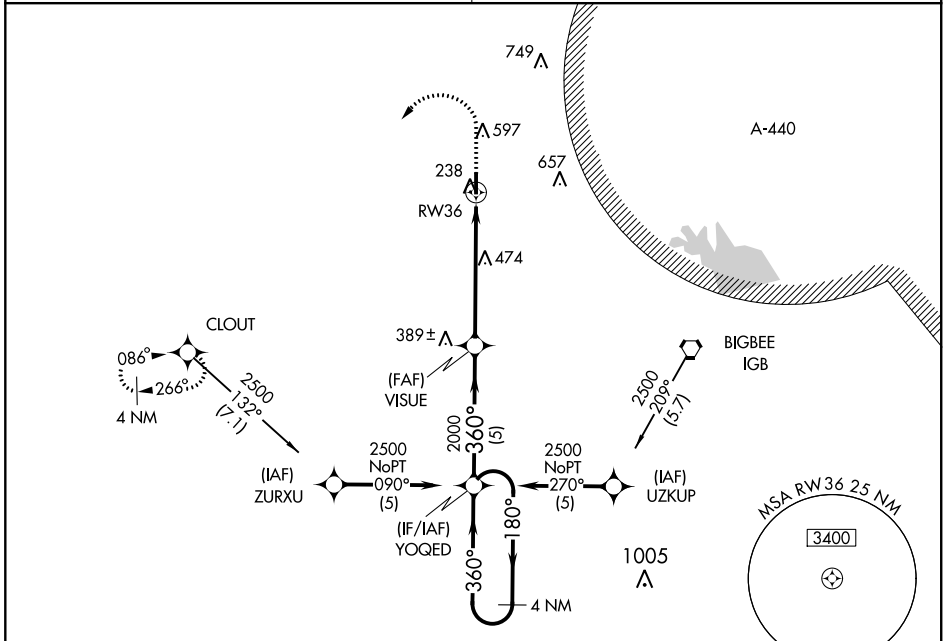 749
A-440
597
657
238
RW36
474
CLOUT
389±
BIGBEE
IGB
086°
266°
4 NM
2500
132°
(7.1)
(FAF)
VISUE
2500
209°
(5.7)
2000
360°
(5)
(IAF)
ZURXU
2500
NoPT
090°
(5)
2500
NoPT
270°
(5)
(IAF)
UZKUP
(IF/IAF)
YOQED
180°
360°
4 NM
1005
MSA RW36 25 NM
3400